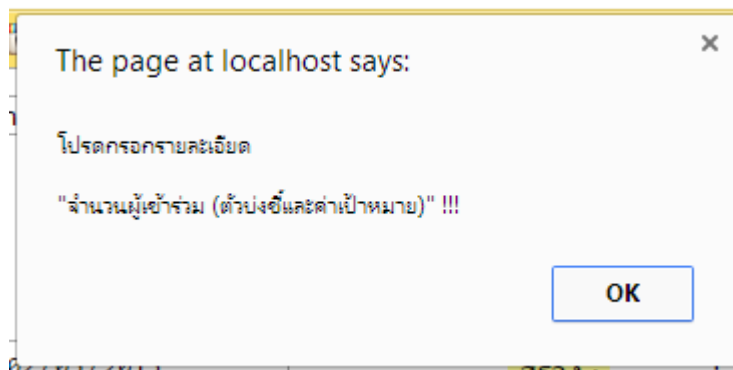 The page at localhost says:
โปรดกรอกรายละเอียด
"จำนวนผู้เข้าร่วม (ตัวบ่งชี้และค่าเป้าหมาย)" !!!
OK